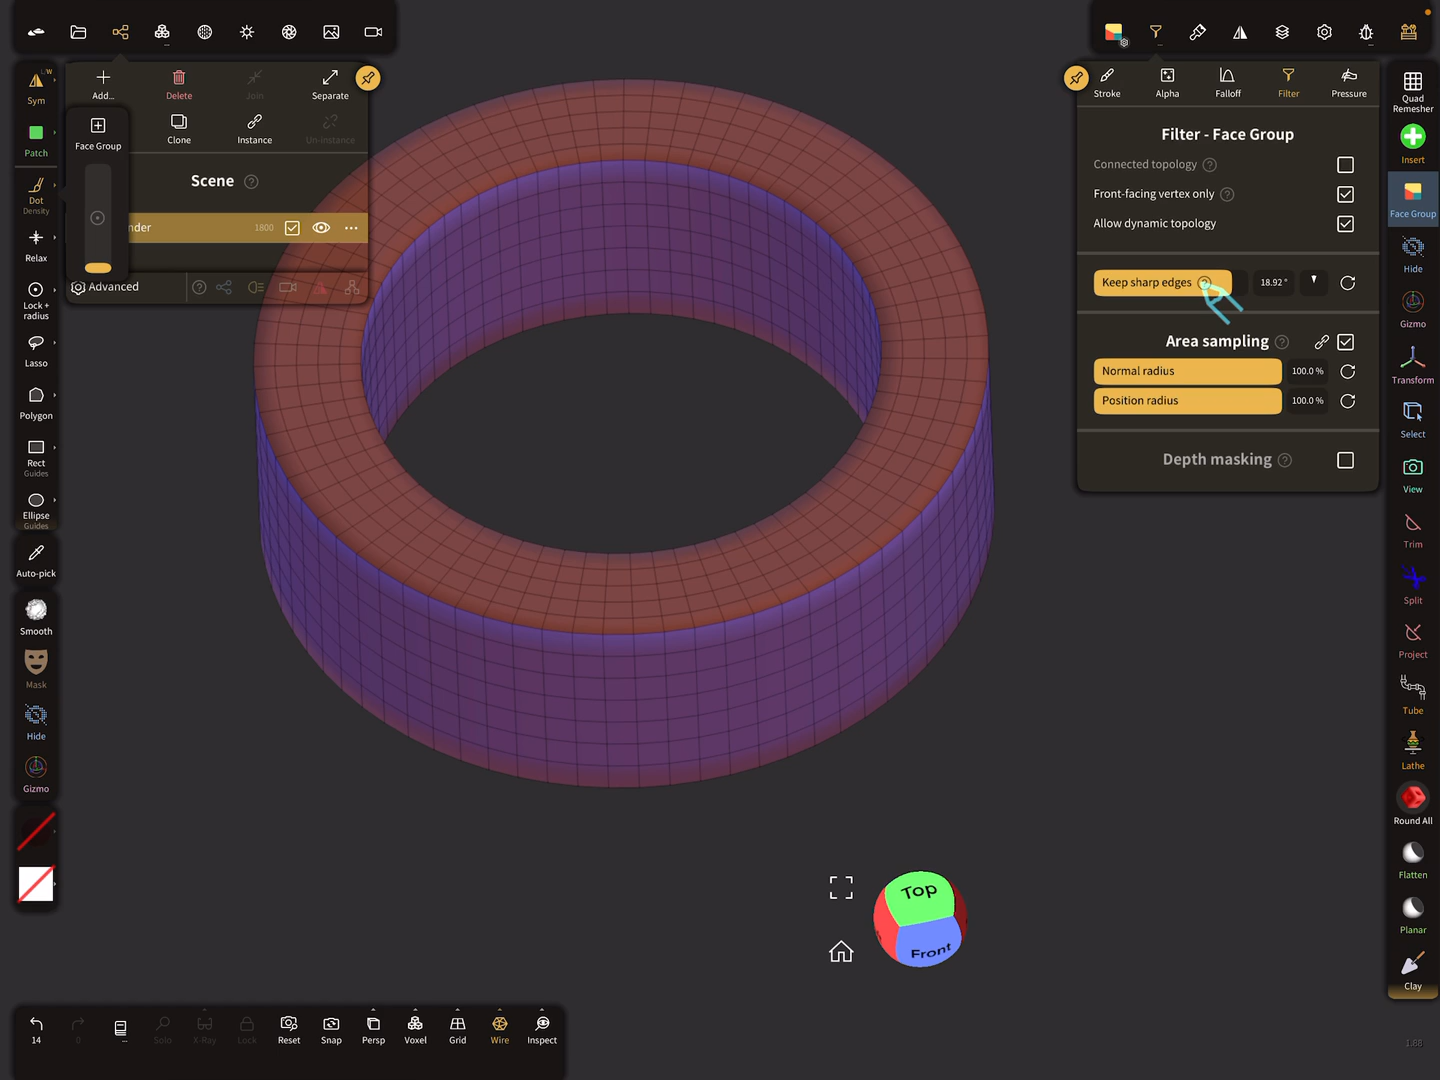 Add...
Delete
Join
Separate
Clone
Instance
Un-instance
Scene
nder
1800
Advanced
L/W
Sym
Patch
Dot
Density
Relax
Lock +
radius
Lasso
Polygon
Rect
Guides
Ellipse
Guides
Auto-pick
Smooth
Mask
Hide
Gizmo
Face Group
Stroke
Alpha
Falloff
Filter
Pressure
Filter - Face Group
Connected topology ?
Front-facing vertex only ?
Allow dynamic topology
Keep sharp edges
18.92 °
Area sampling ?
Normal radius
100.0 %
Position radius
100.0 %
Depth masking ?
Quad
Remesher
Insert
Face Group
Hide
Gizmo
Transform
Select
View
Trim
Split
Project
Tube
Lathe
Round All
Flatten
Planar
Clay
Top
Front
14
Solo
X-Ray
Lock
Reset
Snap
Persp
Voxel
Grid
Wire
Inspect
1.88